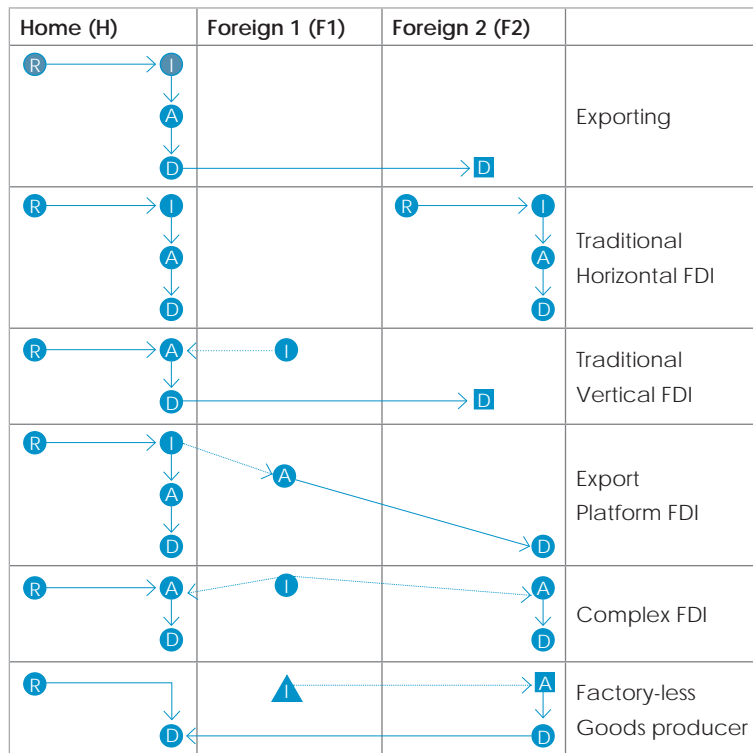 Home (H) Foreign 1 (F1) Foreign 2 (F2)
R I
A
Exporting
D D
R I R I
A A
Traditional
Horizontal FDI
D D
R A I
Traditional
Vertical FDI
D D
R I
A
A
Export
Platform FDI
D D
R A I A
Complex FDI
D D
R I A
Factory-less
Goods producer
D D